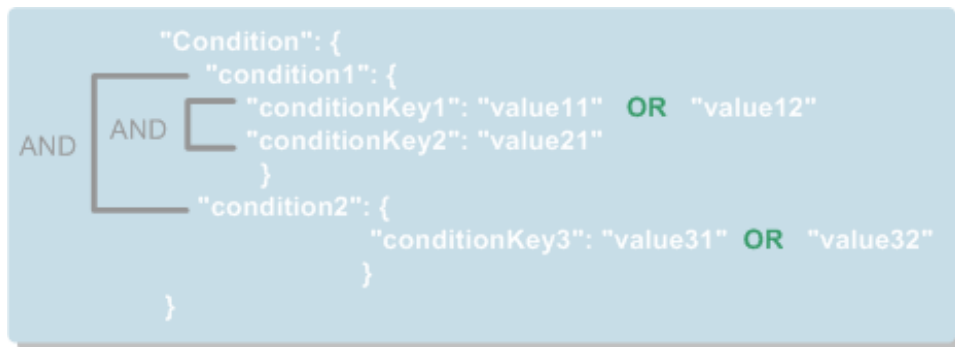 "Condition": {
"condition1": {
"conditionKey1": "value11" OR "value12"
AND
AND
"conditionKey2": "value21"
}
"condition2": {
"conditionKey3": "value31" OR "value32"
}
}